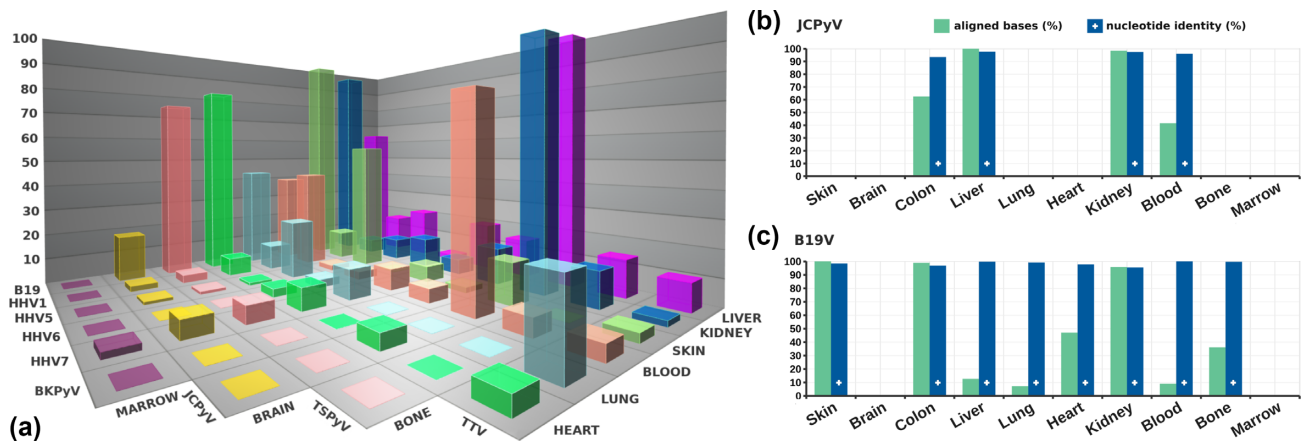 (b)
JCPyV
aligned bases (%)
+ nucleotide identity (%)
100
90
80
70
60
50
40
30
20
10
0
Skin
Brain
Colon
Liver
Lung
Heart
Kidney
Blood
Bone
Marrow
(c)
B19V
100
90
80
70
60
50
40
30
20
10
0
Skin
Brain
Colon
Liver
Lung
Heart
Kidney
Blood
Bone
Marrow
100
90
80
70
60
50
40
30
20
10
B19
HHV1
HHV5
HHV6
HHV7
BKPyV
MARROW
JCPyV
BRAIN
TSPyV
BONE
TTV
HEART
LUNG
BLOOD
SKIN
KIDNEY
LIVER
(a)